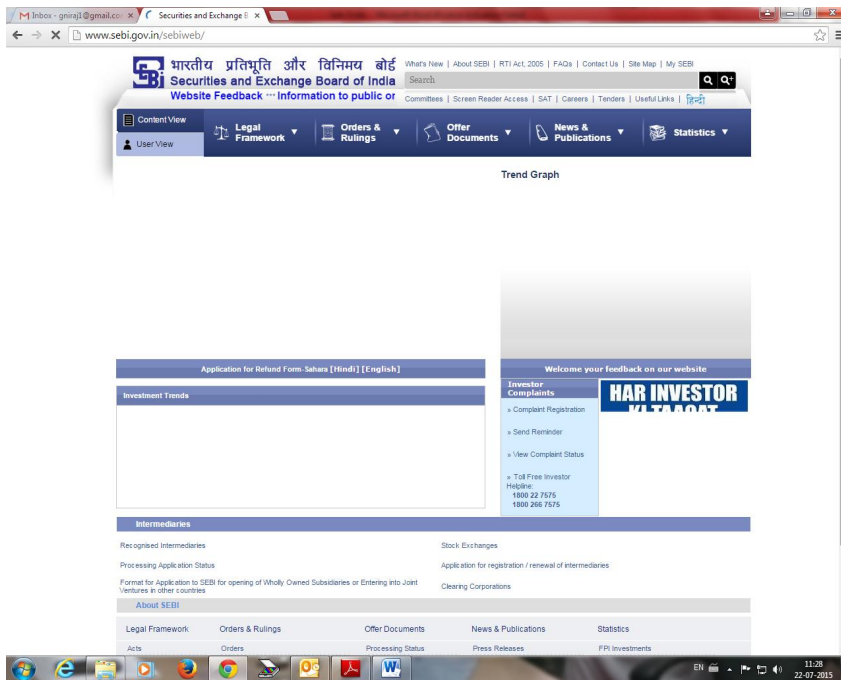 Inbox - gniraj1@gmail.co
Securities and Exchange B
www.sebi.gov.in/sebiweb/
भारतीय प्रतिभूति और विनिमय बोर्ड
Securities and Exchange Board of India
Website Feedback ··· Information to public or
What's New | About SEBI | RTI Act, 2005 | FAQs | Contact Us | Site Map | My SEBI
Search
Committees | Screen Reader Access | SAT | Careers | Tenders | Useful Links | हिन्दी
Content View
User View
Legal Framework
Orders & Rulings
Offer Documents
News & Publications
Statistics
Trend Graph
Application for Refund Form-Sahara [Hindi] [English]
Welcome your feedback on our website
Investment Trends
Investor
Complaints
» Complaint Registration
» Send Reminder
» View Complaint Status
» Toll Free Investor
Helpline:
1800 22 7575
1800 266 7575
HAR INVESTOR
KI TAAQAT
Intermediaries
Recognised Intermediaries
Stock Exchanges
Processing Application Status
Application for registration / renewal of intermediaries
Format for Application to SEBI for opening of Wholly Owned Subsidiaries or Entering into Joint
Ventures in other countries
Clearing Corporations
About SEBI
Legal Framework Orders & Rulings Offer Documents News & Publications Statistics
Acts Orders Processing Status Press Releases FPI Investments
EN
11:28
22-07-2015